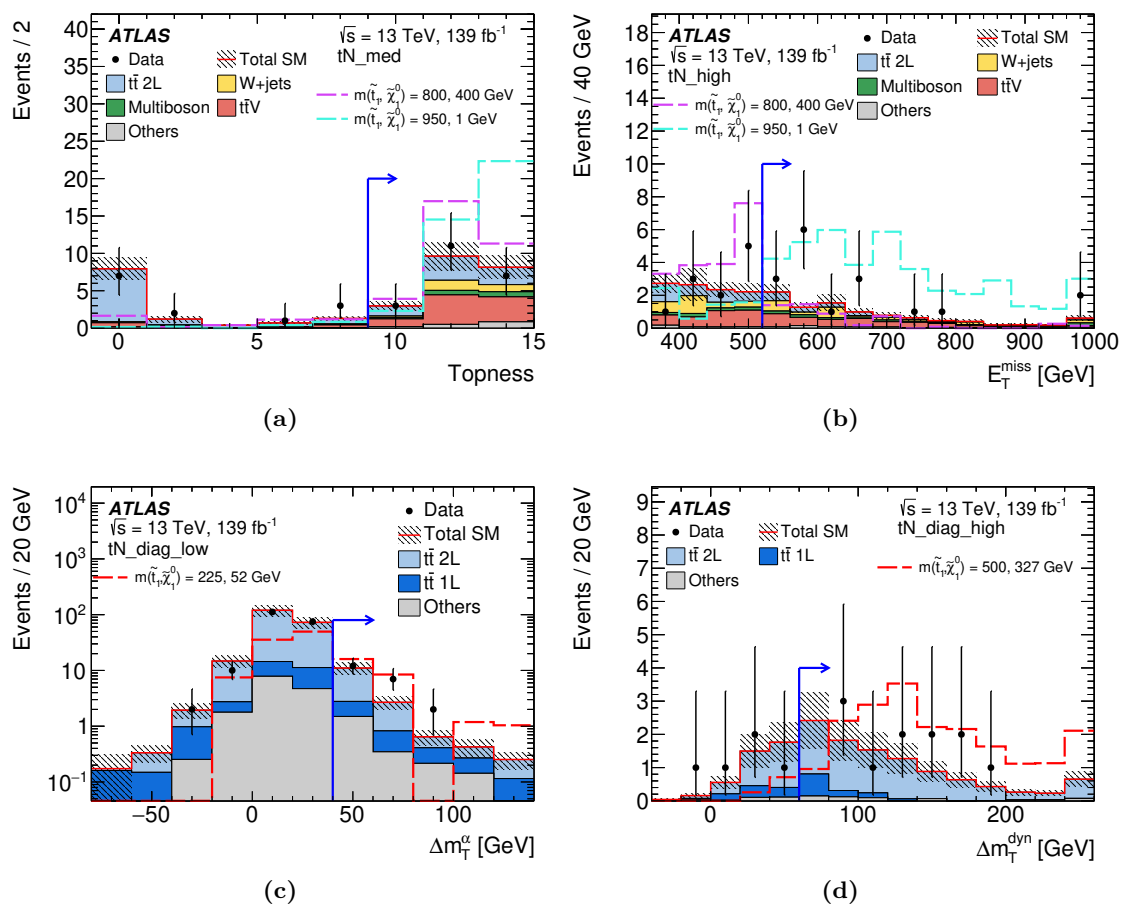 Events / 2
40
35
30
25
20
15
10
5
0
ATLAS
√s = 13 TeV, 139 fb⁻¹
tN_med
Data
Total SM
tt̄ 2L
W+jets
Multiboson
tt̄V
Others
m(t̃₁, χ̃₁⁰) = 800, 400 GeV
m(t̃₁, χ̃₁⁰) = 950, 1 GeV
0 5 10 15
Topness
(a)
Events / 40 GeV
18
16
14
12
10
8
6
4
2
0
ATLAS
√s = 13 TeV, 139 fb⁻¹
tN_high
Data
Total SM
tt̄ 2L
W+jets
Multiboson
tt̄V
Others
m(t̃₁, χ̃₁⁰) = 800, 400 GeV
m(t̃₁, χ̃₁⁰) = 950, 1 GeV
400 500 600 700 800 900 1000
E_T^miss [GeV]
(b)
Events / 20 GeV
10⁴
10³
10²
10
1
10⁻¹
ATLAS
√s = 13 TeV, 139 fb⁻¹
tN_diag_low
m(t̃₁, χ̃₁⁰) = 225, 52 GeV
Data
Total SM
tt̄ 2L
tt̄ 1L
Others
−50 0 50 100
Δm_T^α [GeV]
(c)
Events / 20 GeV
9
8
7
6
5
4
3
2
1
0
ATLAS
√s = 13 TeV, 139 fb⁻¹
tN_diag_high
Data
Total SM
tt̄ 2L
tt̄ 1L
Others
m(t̃₁, χ̃₁⁰) = 500, 327 GeV
0 100 200
Δm_T^dyn [GeV]
(d)